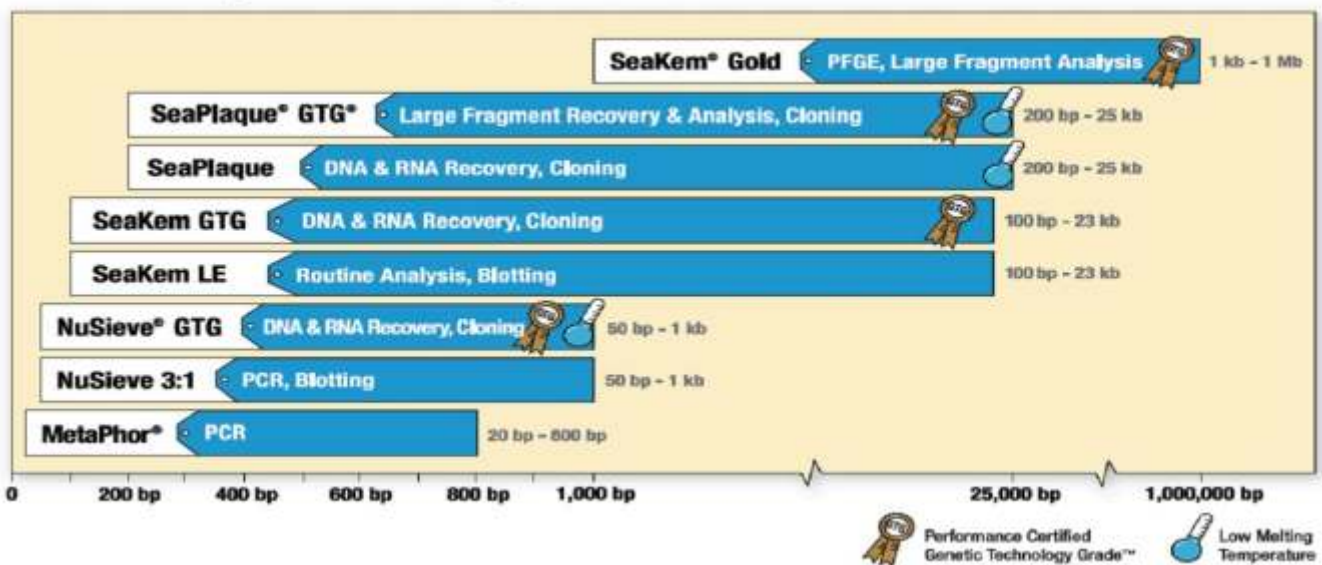 SeaKem® Gold PFGE, Large Fragment Analysis 1 kb – 1 Mb
SeaPlaque® GTG® Large Fragment Recovery & Analysis, Cloning 200 bp – 25 kb
SeaPlaque DNA & RNA Recovery, Cloning 200 bp – 25 kb
SeaKem GTG DNA & RNA Recovery, Cloning 100 bp – 23 kb
SeaKem LE Routine Analysis, Blotting 100 bp – 23 kb
NuSieve® GTG DNA & RNA Recovery, Cloning 50 bp – 1 kb
NuSieve 3:1 PCR, Blotting 50 bp – 1 kb
MetaPhor® PCR 20 bp – 800 bp
0 200 bp 400 bp 600 bp 800 bp 1,000 bp 25,000 bp 1,000,000 bp
GTG Performance Certified Low Melting
Genetic Technology Grade™ Temperature